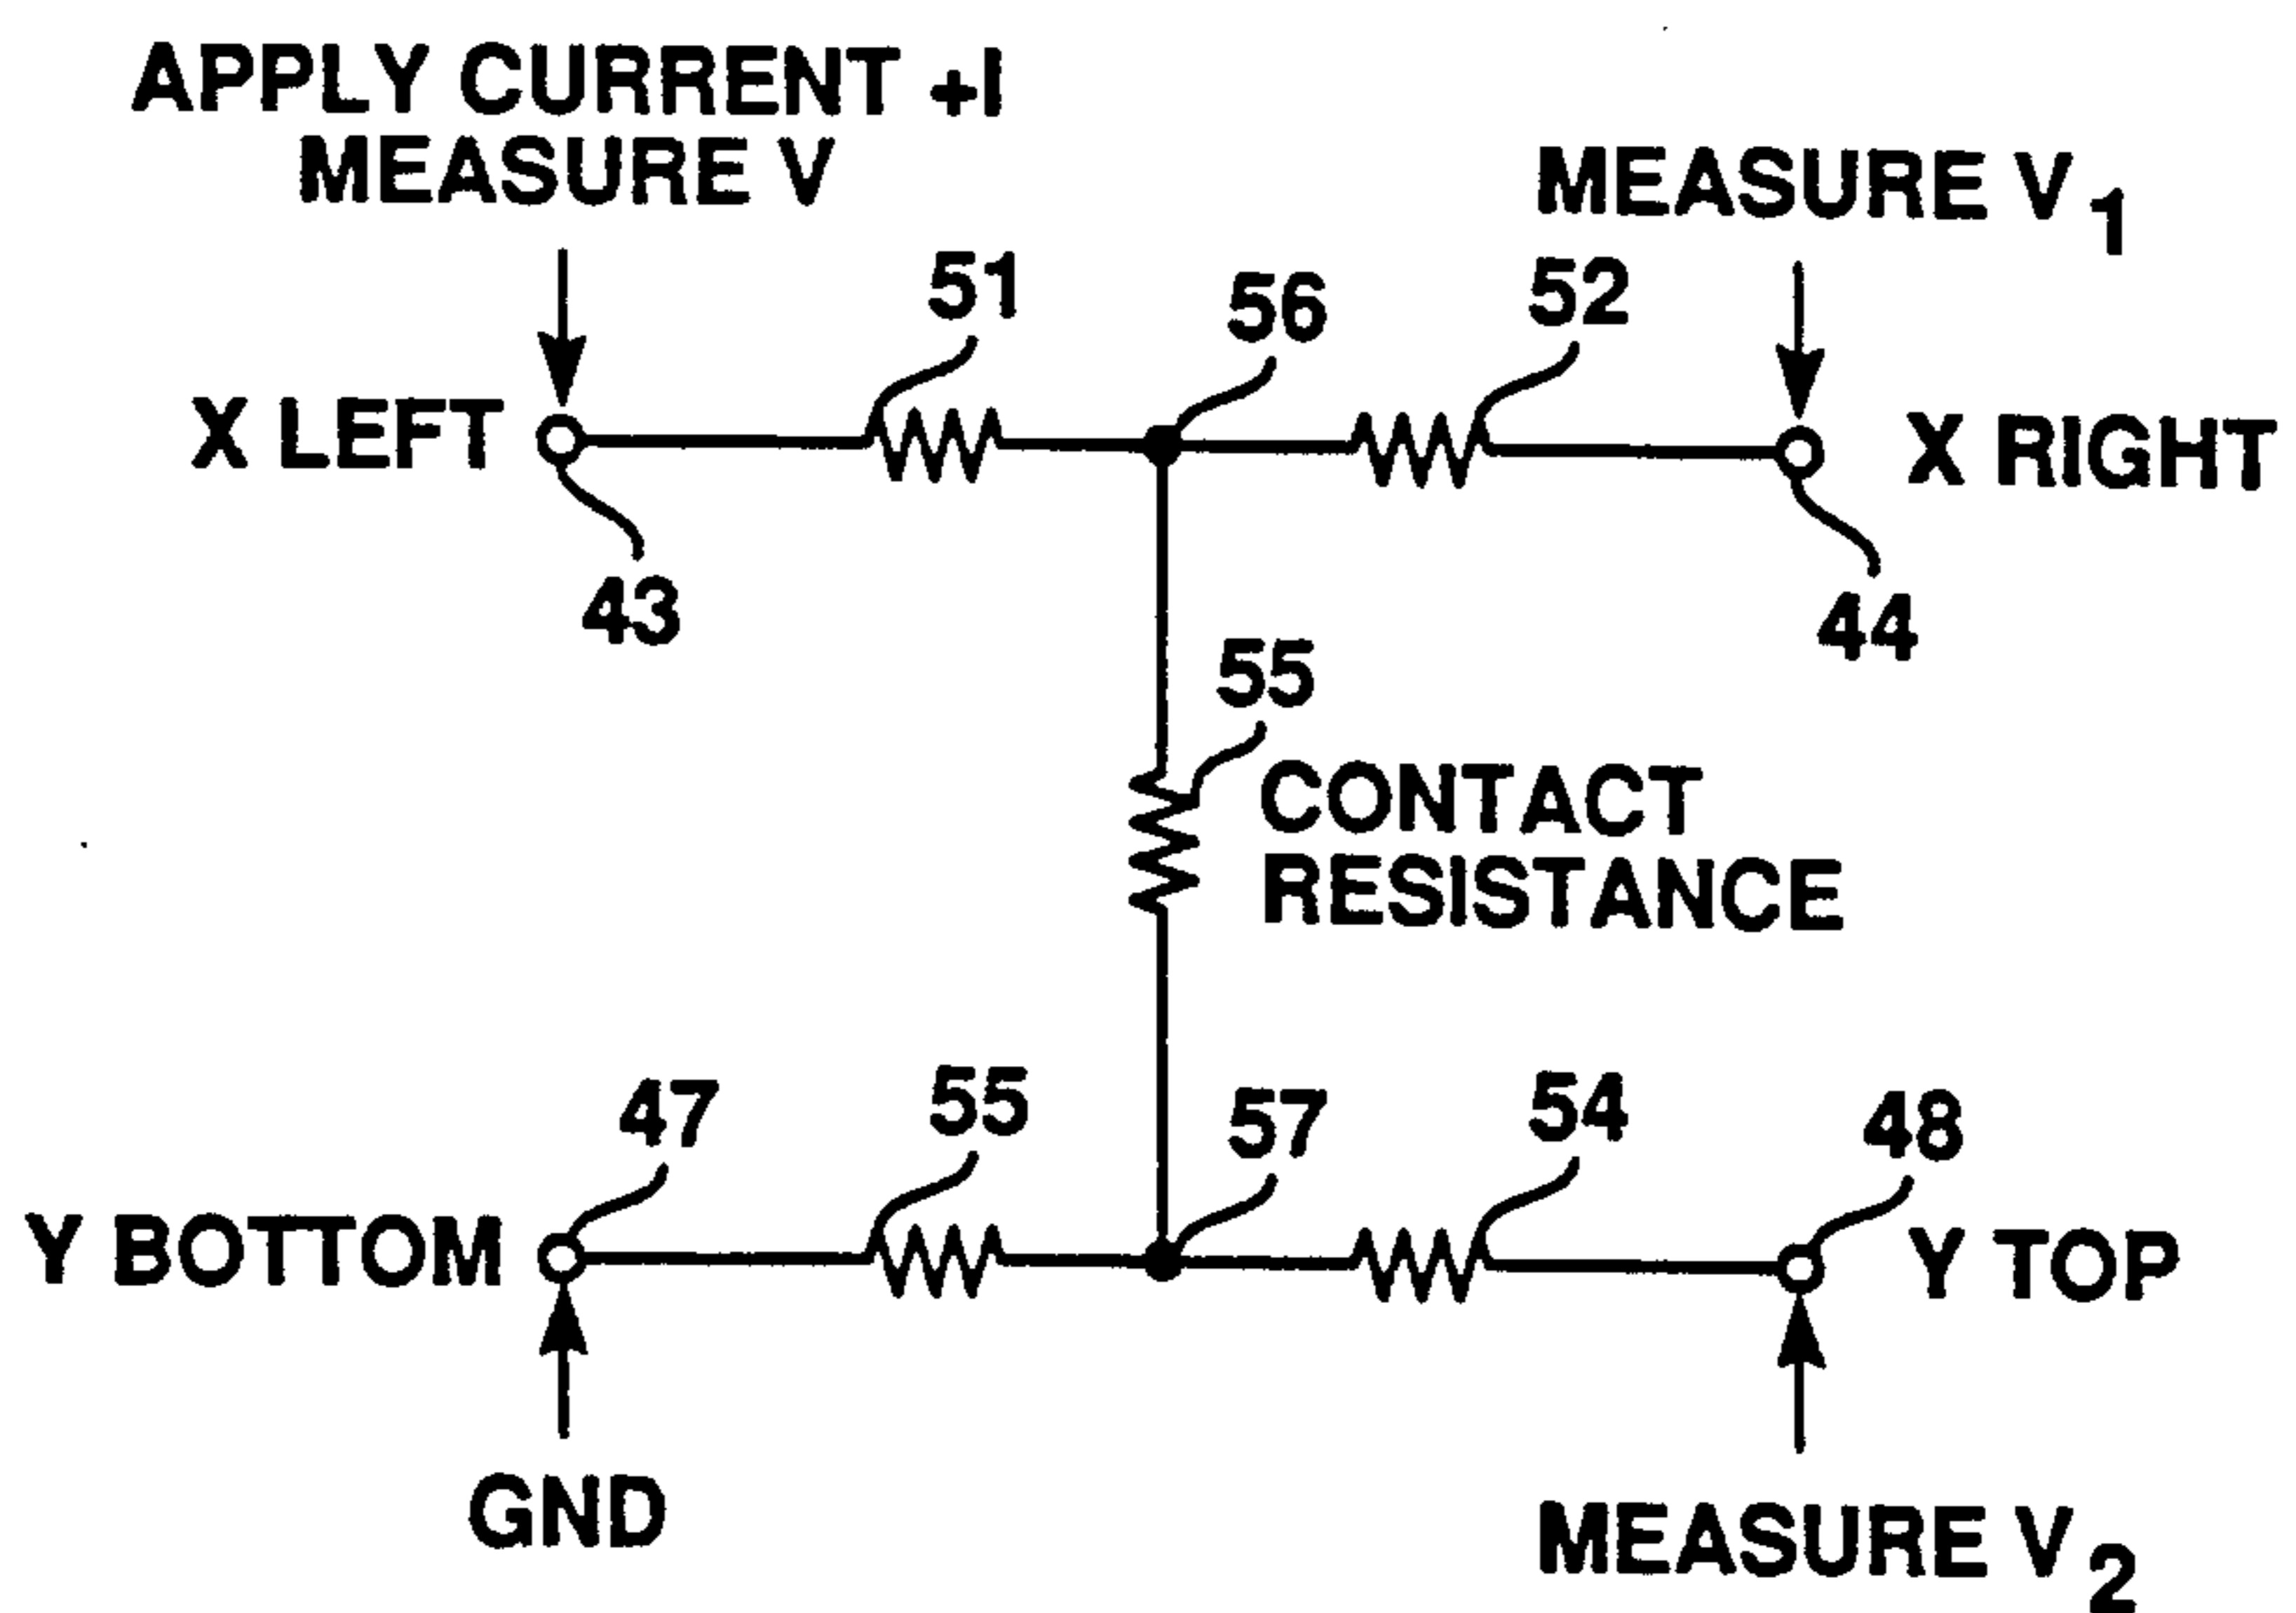 APPLY CURRENT +I
MEASURE V
MEASURE V1
51
56
52
X LEFT
X RIGHT
43
44
55
CONTACT
RESISTANCE
47
55
57
54
48
Y BOTTOM
Y TOP
GND
MEASURE V2